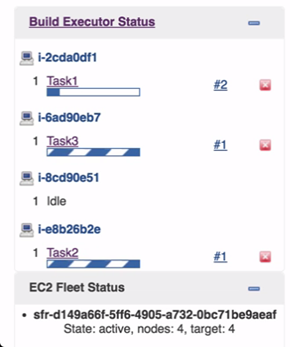 Build Executor Status
i-2cda0df1
1 Task1 #2
i-6ad90eb7
1 Task3 #1
i-8cd90e51
1 Idle
i-e8b26b2e
1 Task2 #1
EC2 Fleet Status
• sfr-d149a66f-5ff6-4905-a732-0bc71be9aeaf
State: active, nodes: 4, target: 4